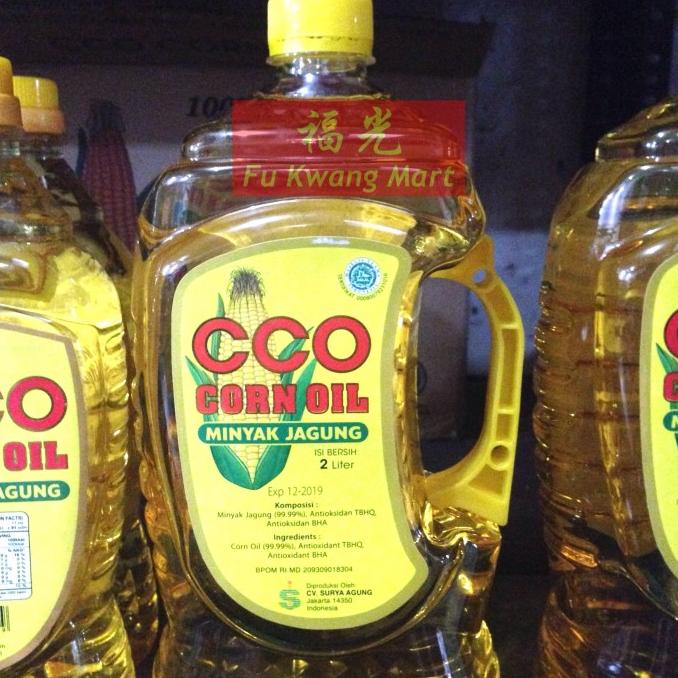 100
福光
Fu Kwang Mart
CCO
CORN OIL
MINYAK JAGUNG
ISI BERSIH
2 Liter
Exp 12-2019
Komposisi :
Minyak Jagung (99.99%), Antioksidan TBHQ,
Antioksidan BHA
Ingredients :
Corn Oil (99.99%), Antioxidant TBHQ,
Antioxidant BHA
BPOM RI MD 209309018304
Diproduksi Oleh:
CV. SURYA AGUNG
Jakarta 14350
Indonesia
CO
OIL
AGUNG